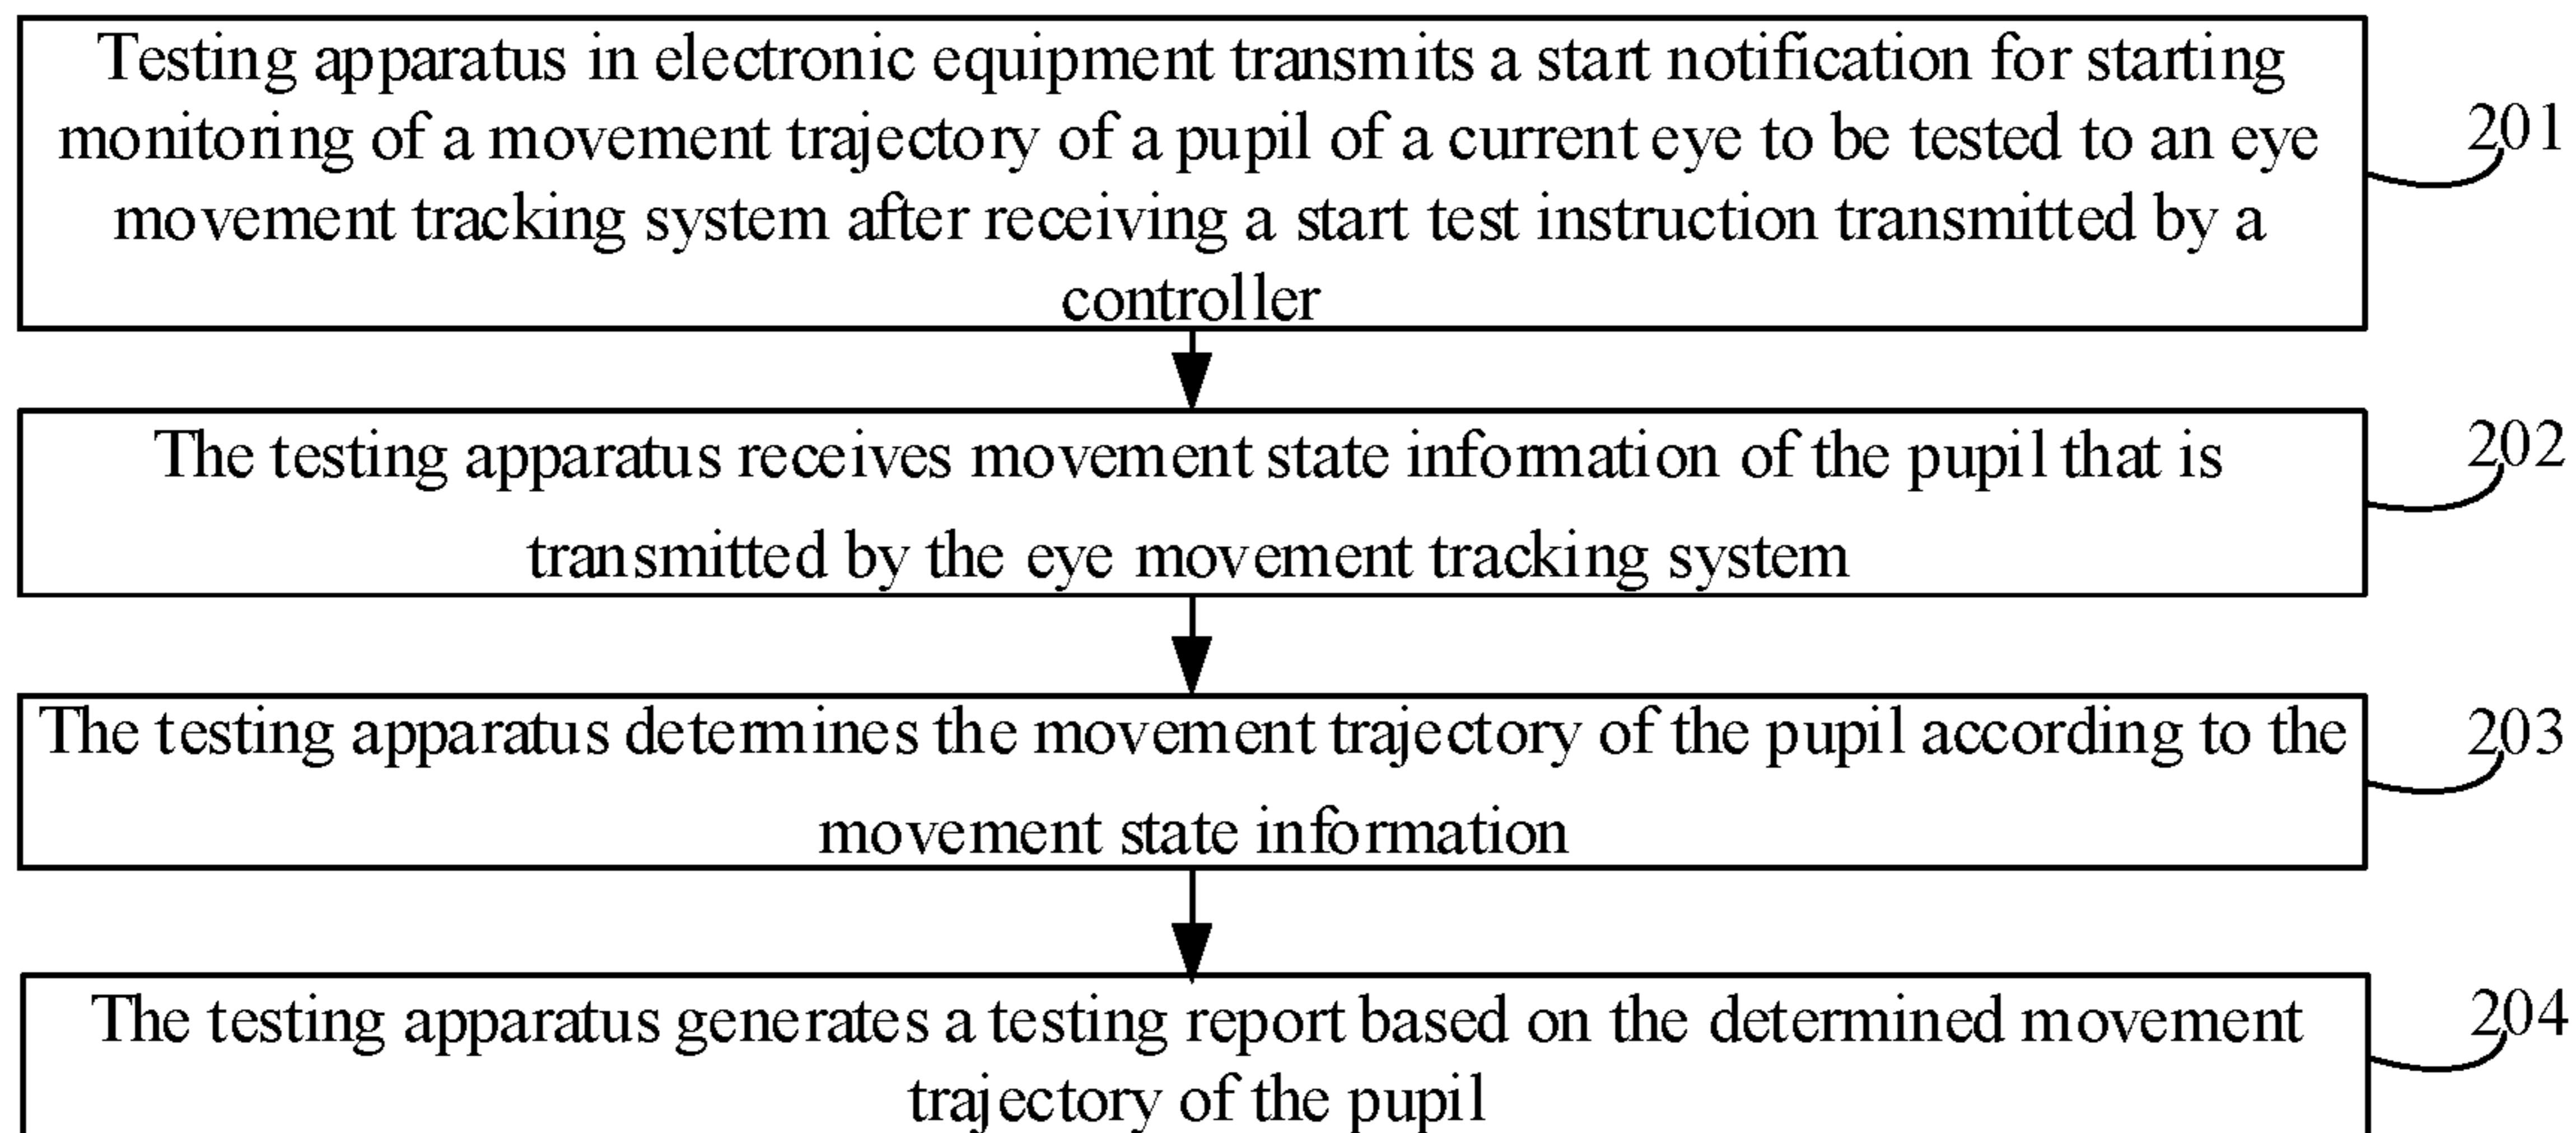 Testing apparatus in electronic equipment transmits a start notification for starting
monitoring of a movement trajectory of a pupil of a current eye to be tested to an eye
movement tracking system after receiving a start test instruction transmitted by a
controller
201
The testing apparatus receives movement state information of the pupil that is
transmitted by the eye movement tracking system
202
The testing apparatus determines the movement trajectory of the pupil according to the
movement state information
203
The testing apparatus generates a testing report based on the determined movement
trajectory of the pupil
204